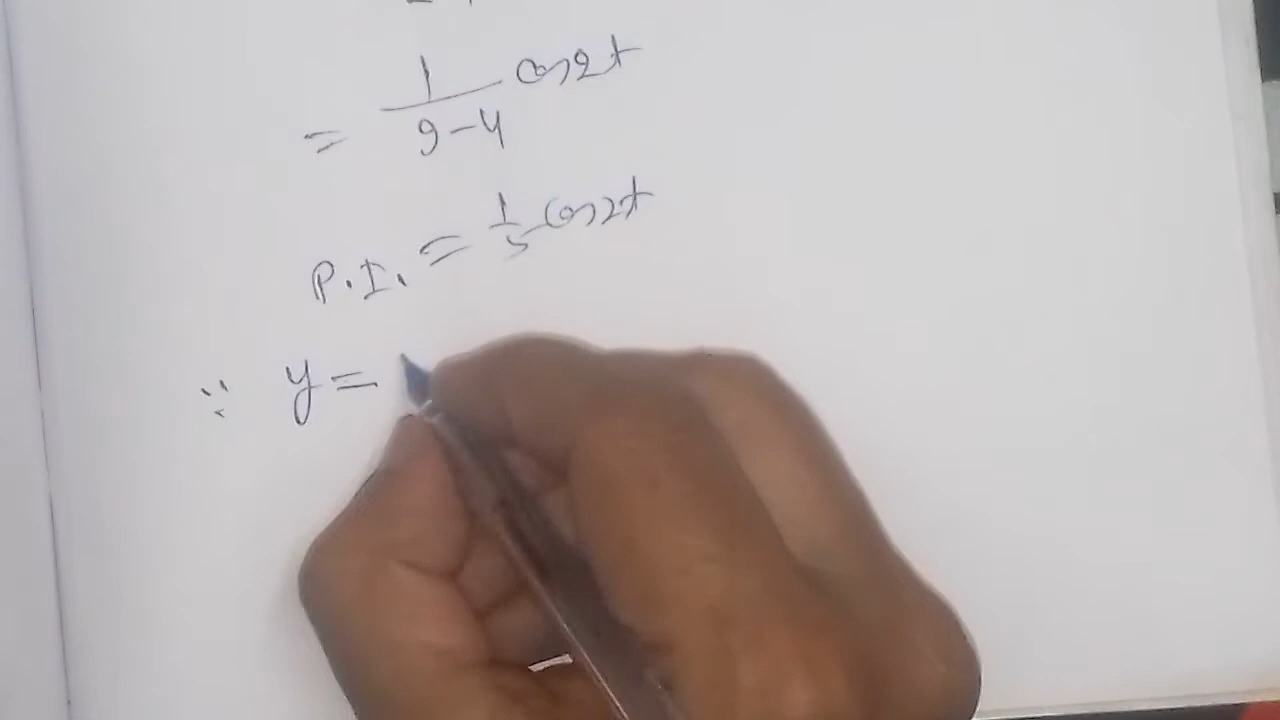 = 1/(9-4) cos2t
P.I. = 1/5 cos2t
∵ y =